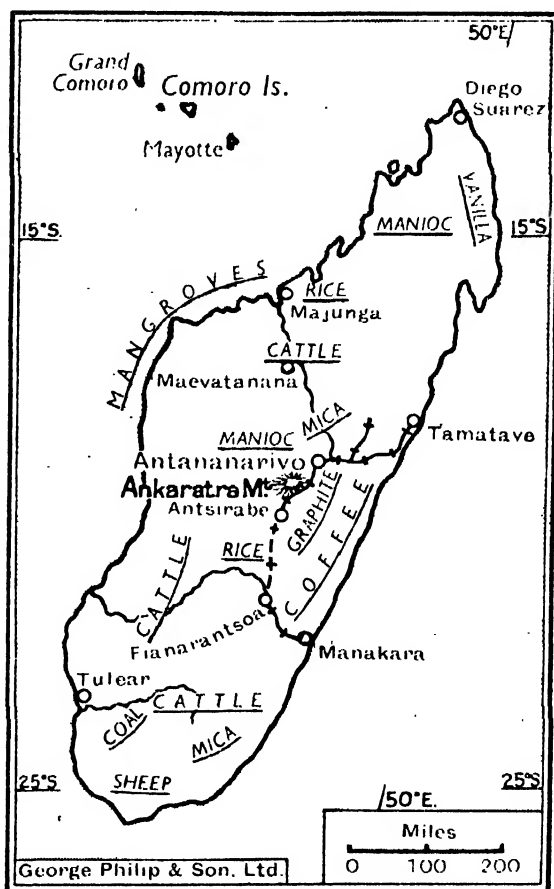 50°E/
Grand
Comoro
Comoro Is.
Mayotte
Diego
Suarez
VANILLA
15°S.
MANIOC
15°S
MANGROVES
RICE
Majunga
CATTLE
Maevatanana
MICA
Tamatave
MANIOC
Antananarivo
Ankaratra Mt.
Antsirabe
GRAPHITE
COFFEE
RICE
CATTLE
Fianarantsoa
Manakara
Tulear
CATTLE
COAL
MICA
SHEEP
25°S
25°S
/50°E.
Miles
0 100 200
George Philip & Son. Ltd.